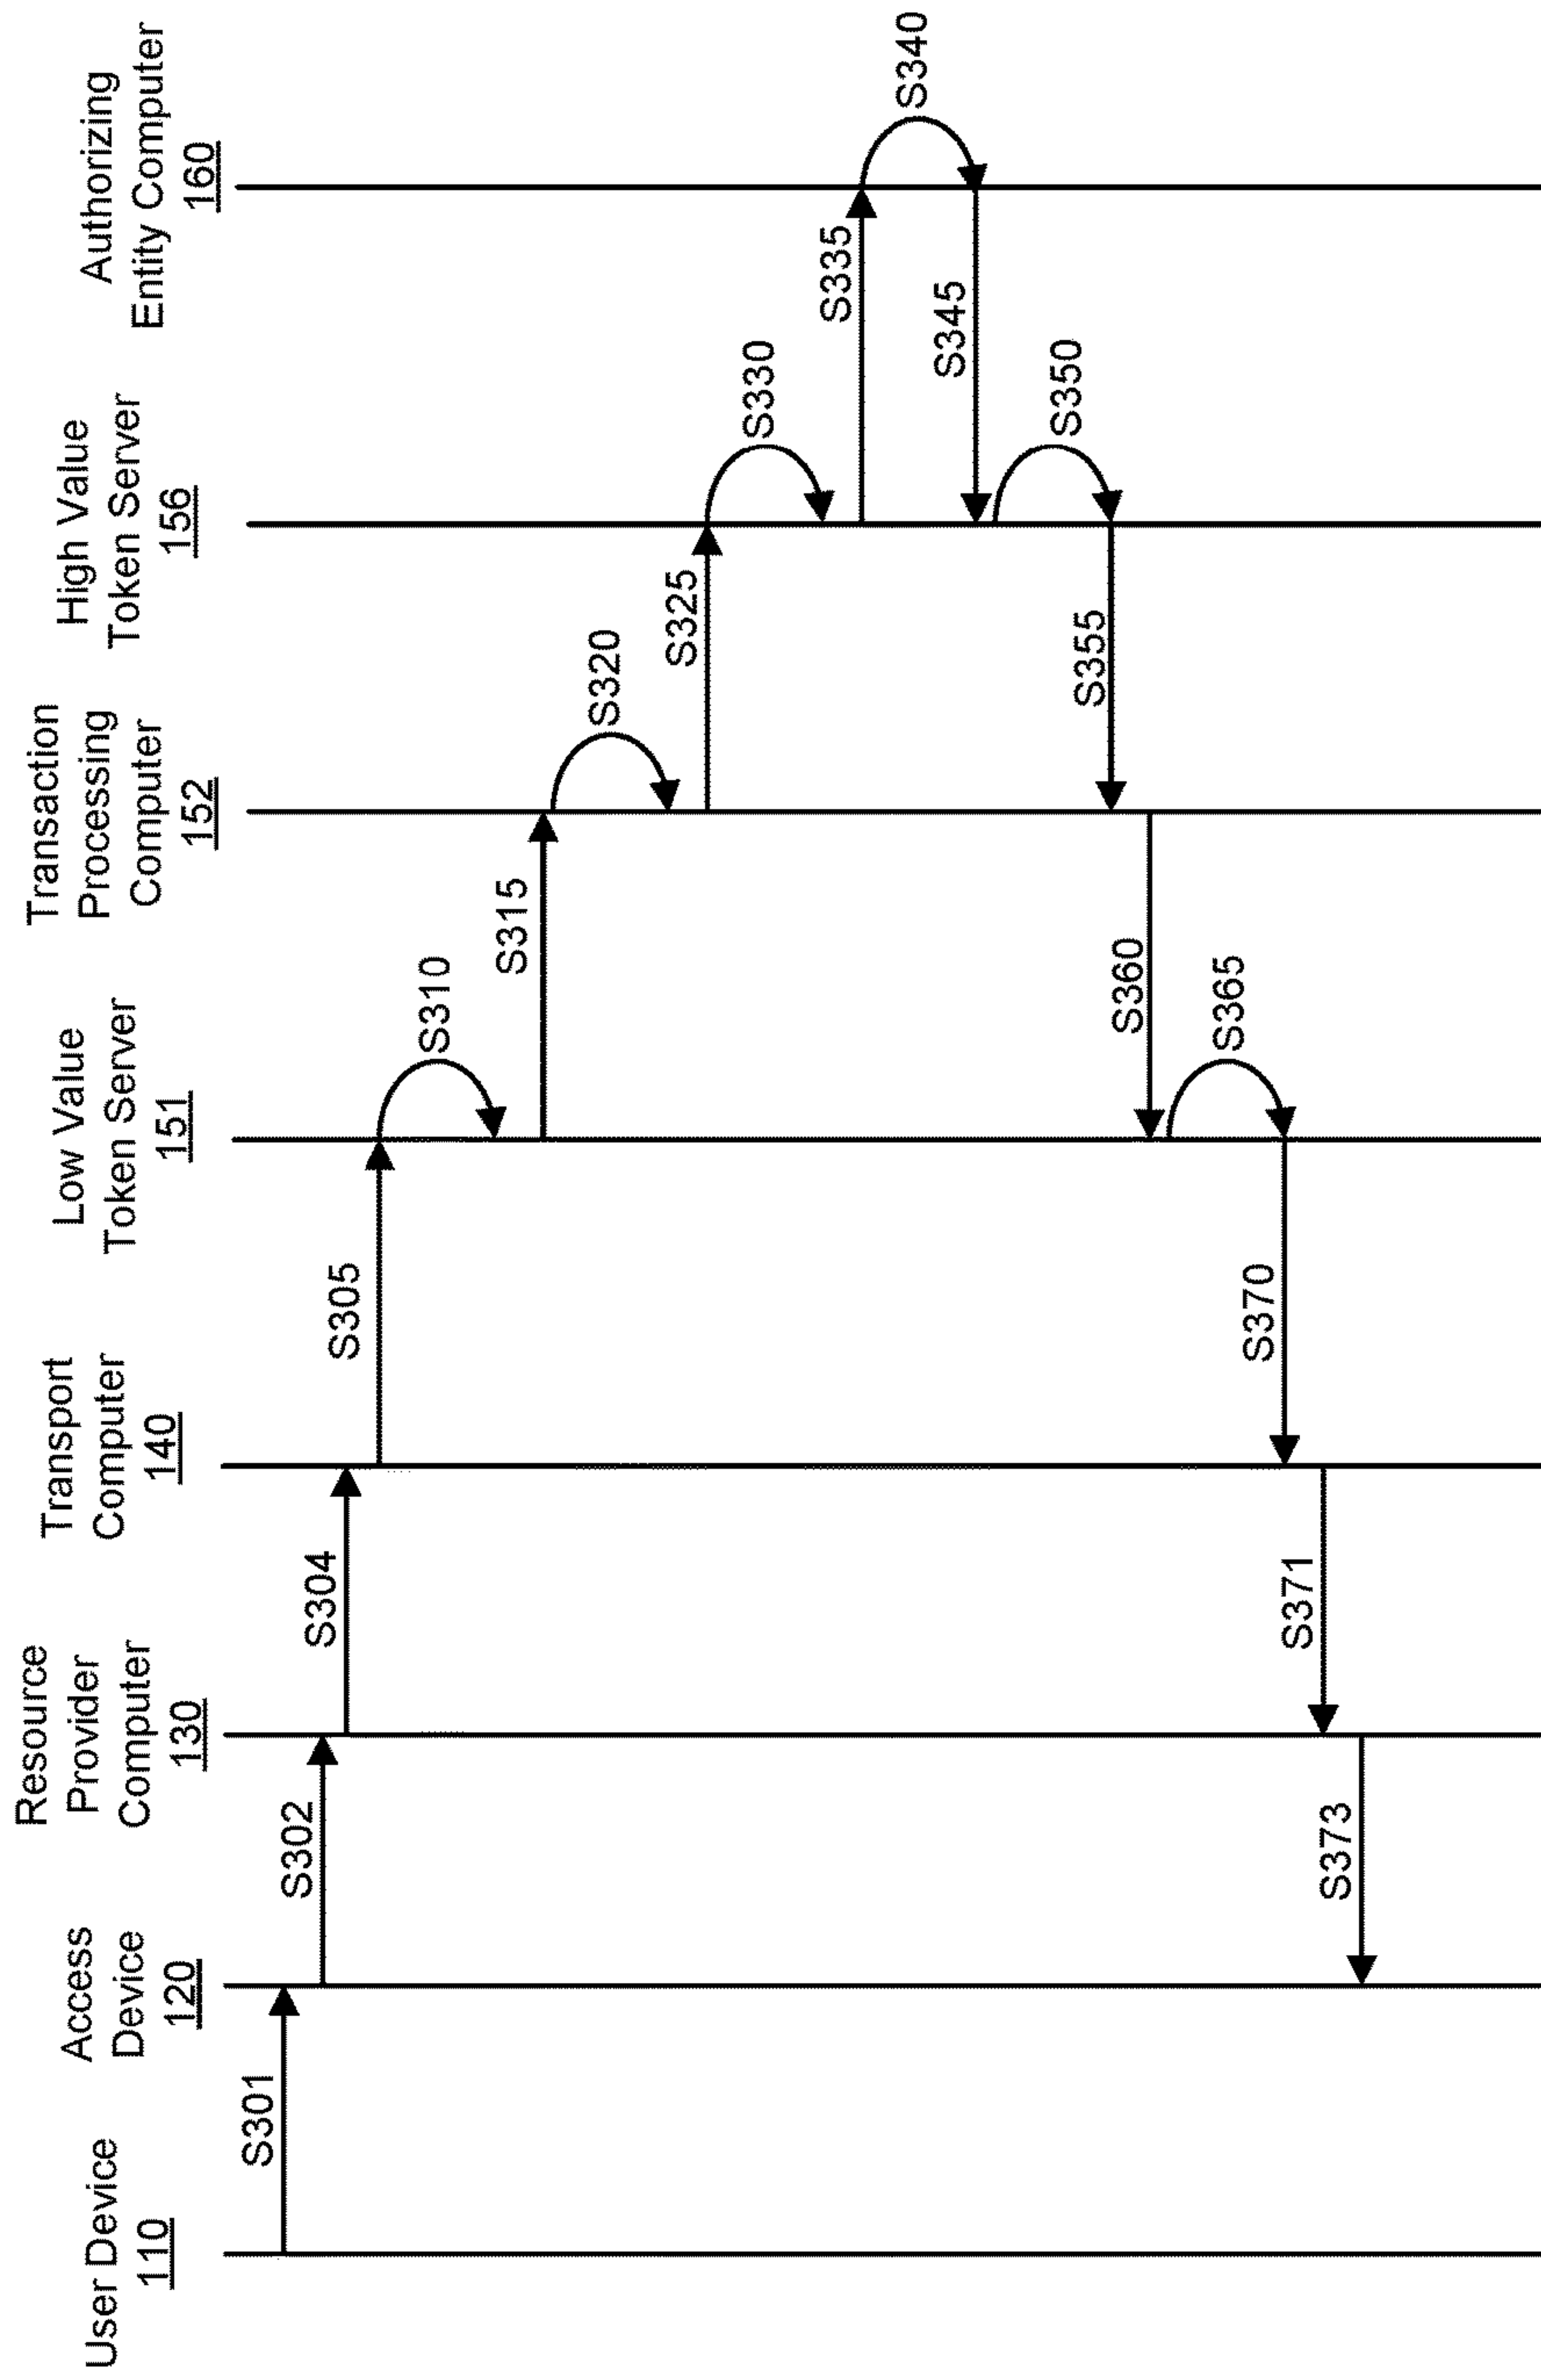 User Device
110
Access
Device
120
Resource
Provider
Computer
130
Transport
Computer
140
Low Value
Token Server
151
Transaction
Processing
Computer
152
High Value
Token Server
156
Authorizing
Entity Computer
160
S301
S302
S304
S305
S310
S315
S320
S325
S330
S335
S340
S345
S350
S355
S360
S365
S370
S371
S373